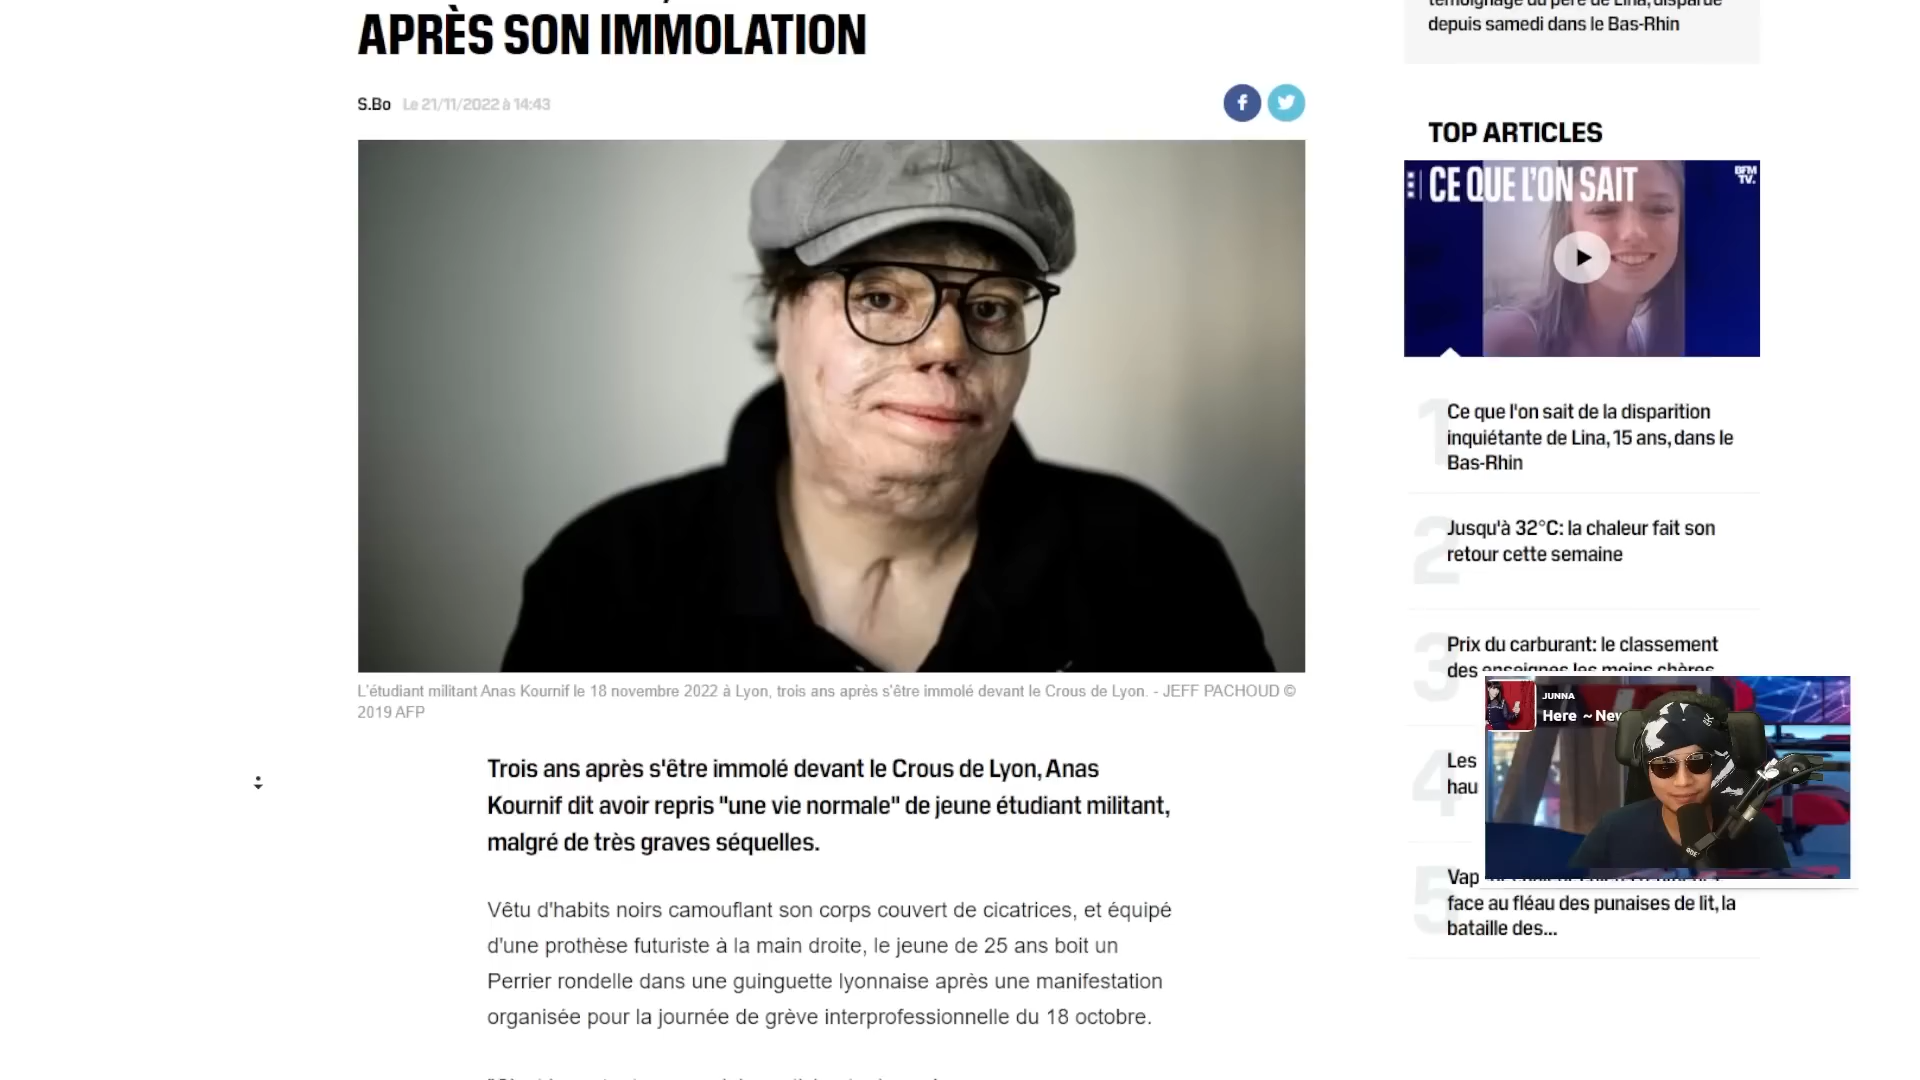 APRÈS SON IMMOLATION
S.Bo Le 21/11/2022 à 14:43
L'étudiant militant Anas Kournif le 18 novembre 2022 à Lyon, trois ans après s'être immolé devant le Crous de Lyon. - JEFF PACHOUD ©
2019 AFP
Trois ans après s'être immolé devant le Crous de Lyon, Anas
Kournif dit avoir repris "une vie normale" de jeune étudiant militant,
malgré de très graves séquelles.
Vêtu d'habits noirs camouflant son corps couvert de cicatrices, et équipé
d'une prothèse futuriste à la main droite, le jeune de 25 ans boit un
Perrier rondelle dans une guinguette lyonnaise après une manifestation
organisée pour la journée de grève interprofessionnelle du 18 octobre.
témoignage du père de Lina, disparue
depuis samedi dans le Bas-Rhin
TOP ARTICLES
CE QUE L'ON SAIT
BFM
TV.
1
Ce que l'on sait de la disparition
inquiétante de Lina, 15 ans, dans le
Bas-Rhin
2
Jusqu'à 32°C: la chaleur fait son
retour cette semaine
3
Prix du carburant: le classement
des enseignes les moins chères
JUNNA
Here ~ New
4
Les
hau
5
Vap
face au fléau des punaises de lit, la
bataille des...